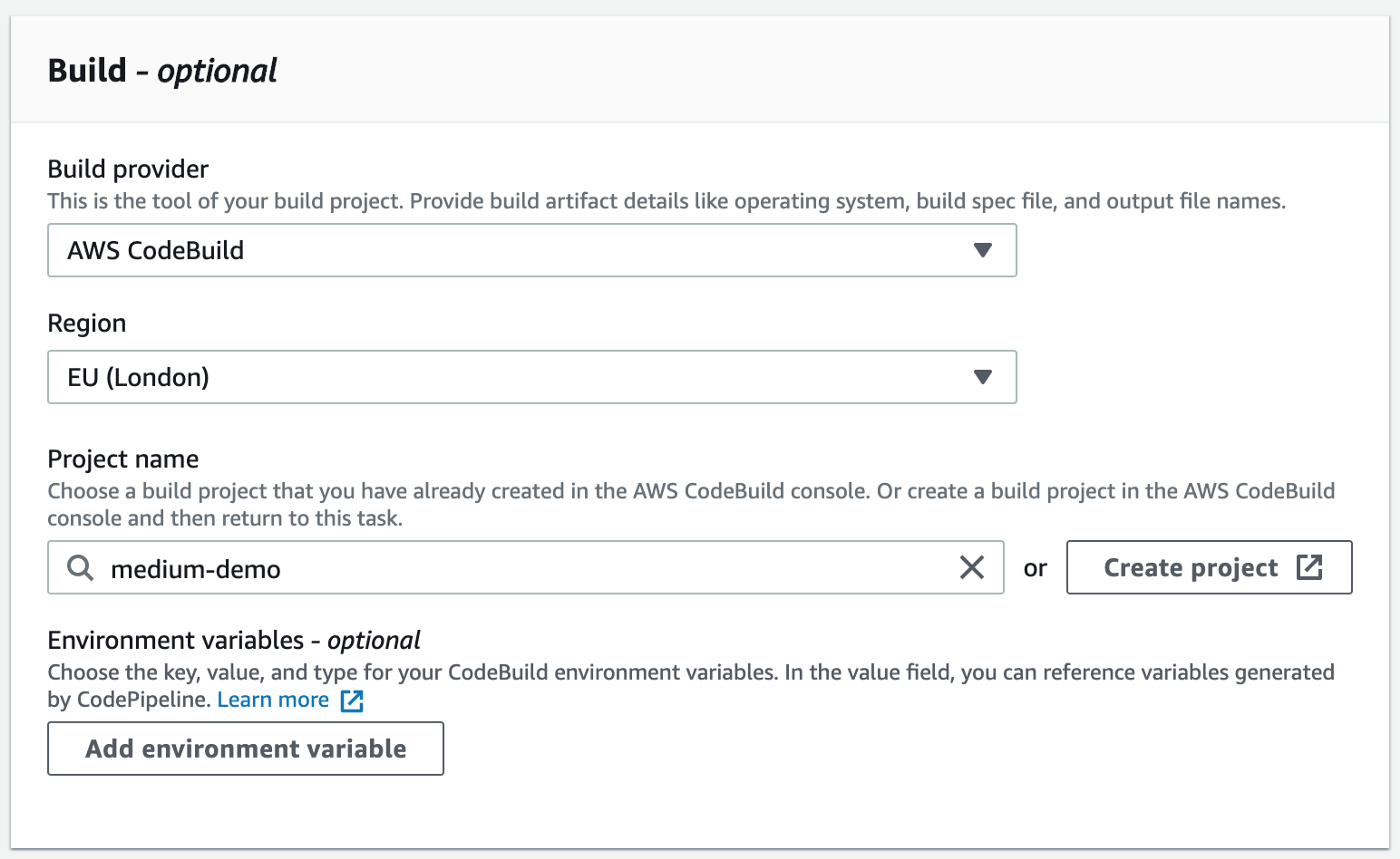 Build - optional
Build provider
This is the tool of your build project. Provide build artifact details like operating system, build spec file, and output file names.
AWS CodeBuild
Region
EU (London)
Project name
Choose a build project that you have already created in the AWS CodeBuild console. Or create a build project in the AWS CodeBuild
console and then return to this task.
medium-demo or Create project
Environment variables - optional
Choose the key, value, and type for your CodeBuild environment variables. In the value field, you can reference variables generated
by CodePipeline. Learn more
Add environment variable